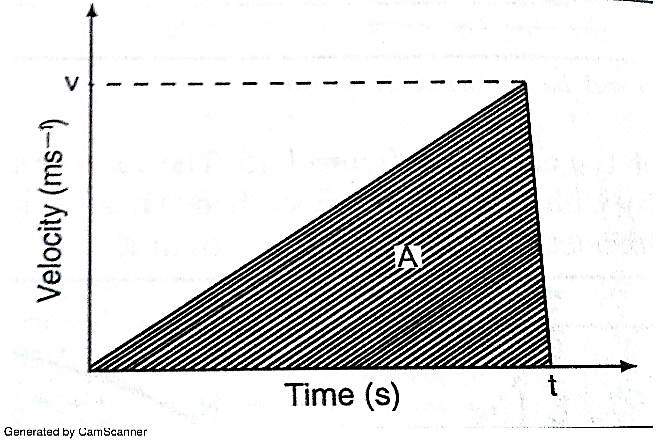 v
Velocity (ms⁻¹)
A
t
Time (s)
Generated by CamScanner